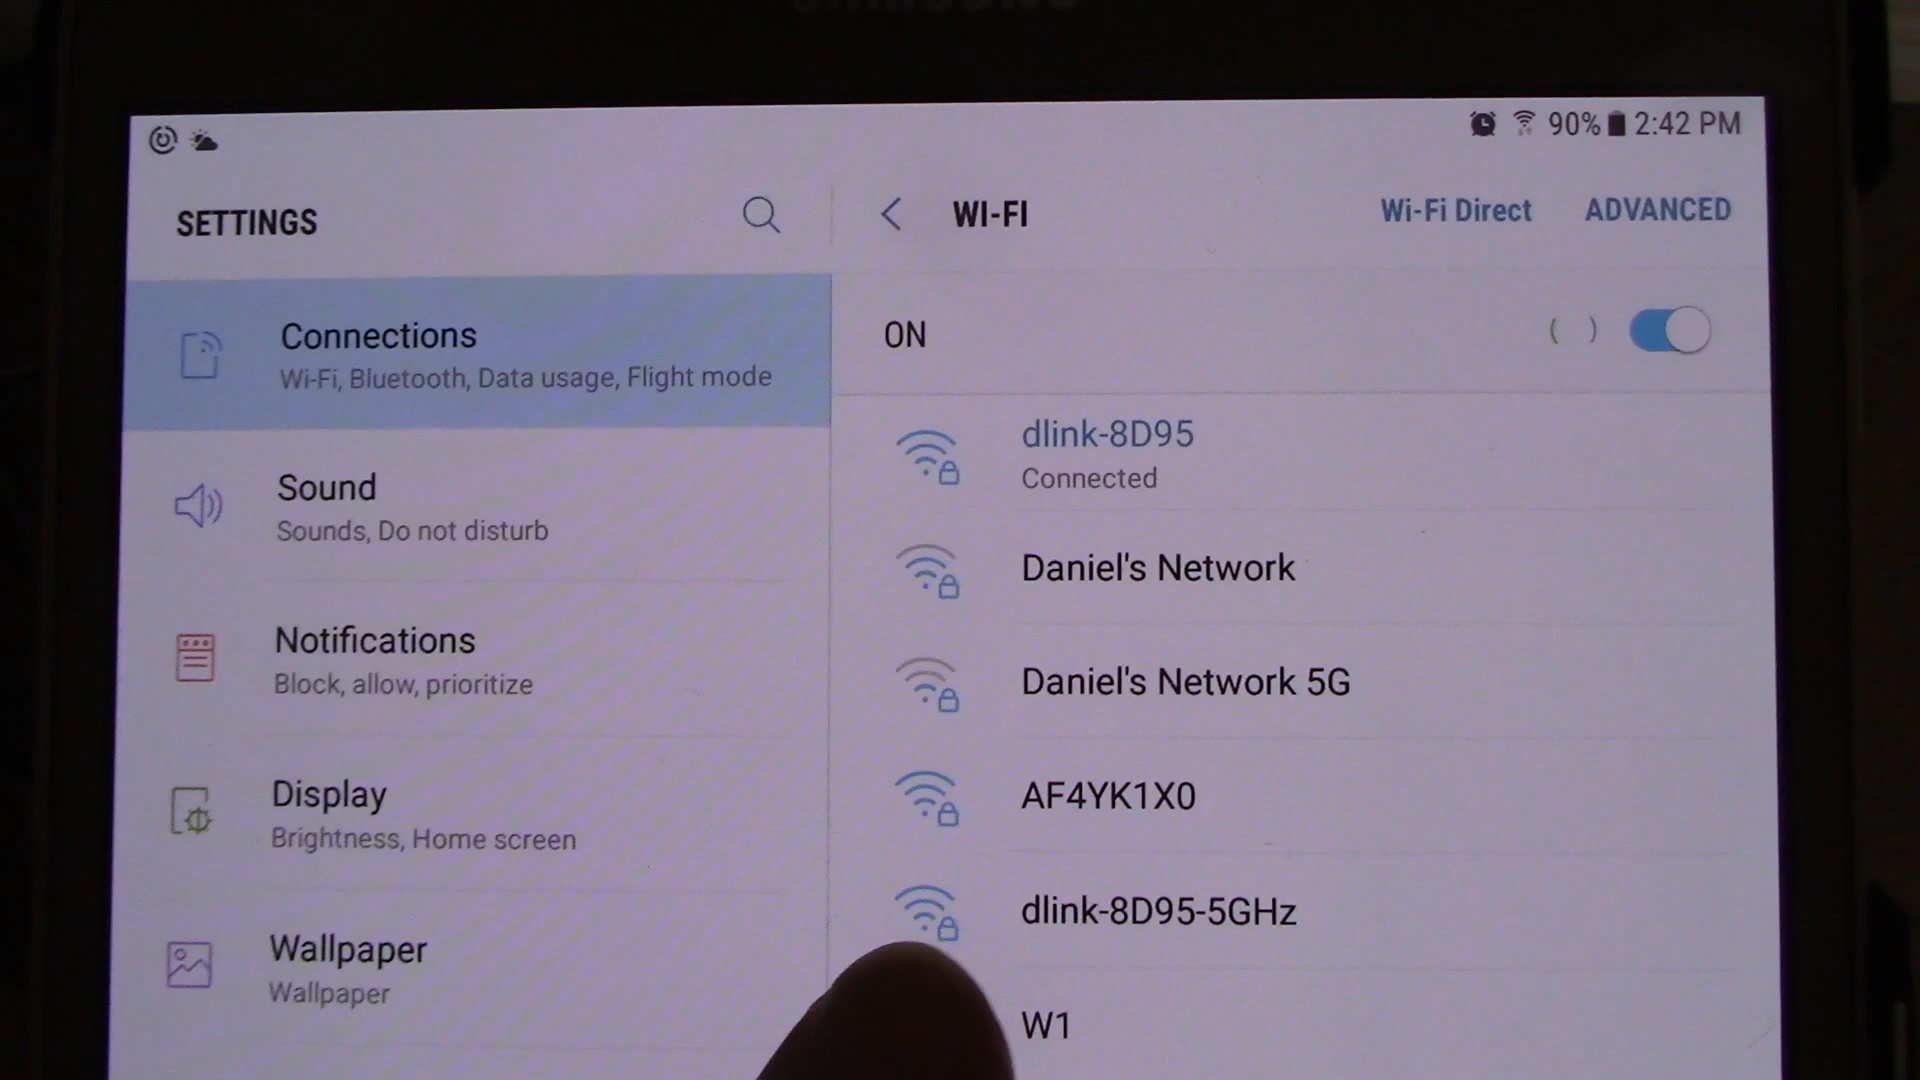 90% 2:42 PM
SETTINGS
Connections
Wi-Fi, Bluetooth, Data usage, Flight mode
Sound
Sounds, Do not disturb
Notifications
Block, allow, prioritize
Display
Brightness, Home screen
Wallpaper
Wallpaper
WI-FI
Wi-Fi Direct
ADVANCED
ON
dlink-8D95
Connected
Daniel's Network
Daniel's Network 5G
AF4YK1X0
dlink-8D95-5GHz
W1